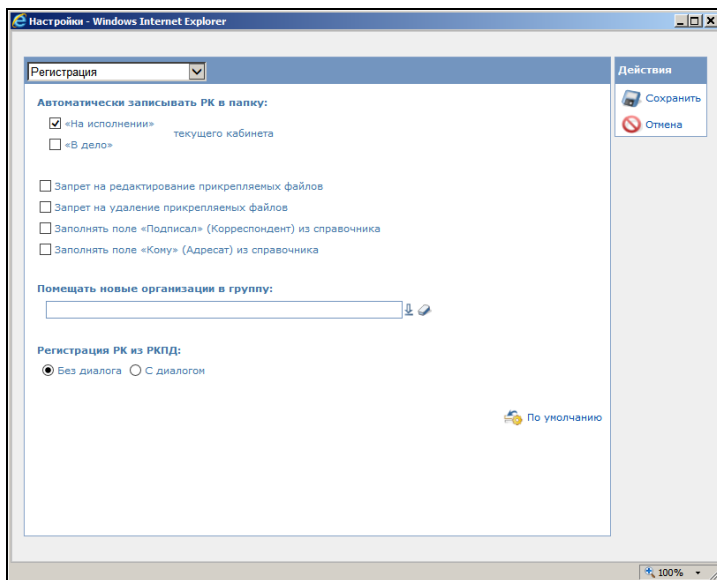 Настройки - Windows Internet Explorer
Регистрация
Действия
Сохранить
Отмена
Автоматически записывать РК в папку:
«На исполнении»
текущего кабинета
«В дело»
Запрет на редактирование прикрепляемых файлов
Запрет на удаление прикрепляемых файлов
Заполнять поле «Подписал» (Корреспондент) из справочника
Заполнять поле «Кому» (Адресат) из справочника
Помещать новые организации в группу:
Регистрация РК из РКПД:
Без диалога С диалогом
По умолчанию
100%